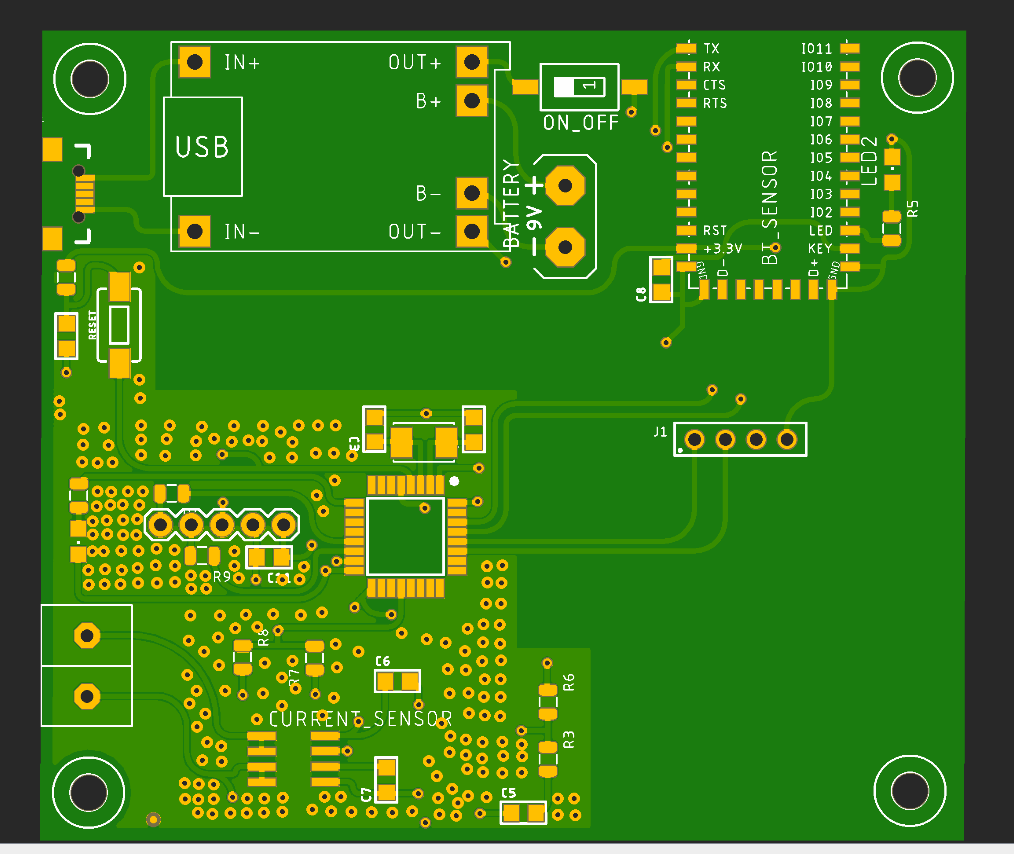 IN+
OUT+
B+
USB
B-
IN-
OUT-
1
ON_OFF
BATTERY
+
9V
-
TX
RX
CTS
RTS
RST
+3.3V
GND
D-
BT_SENSOR
D+
GND
IO11
IO10
IO9
IO8
IO7
IO6
IO5
IO4
IO3
IO2
LED
KEY
LED2
R5
C8
RESET
J1
R9
C11
R8
R7
C6
CURRENT_SENSOR
C7
C5
R6
R3